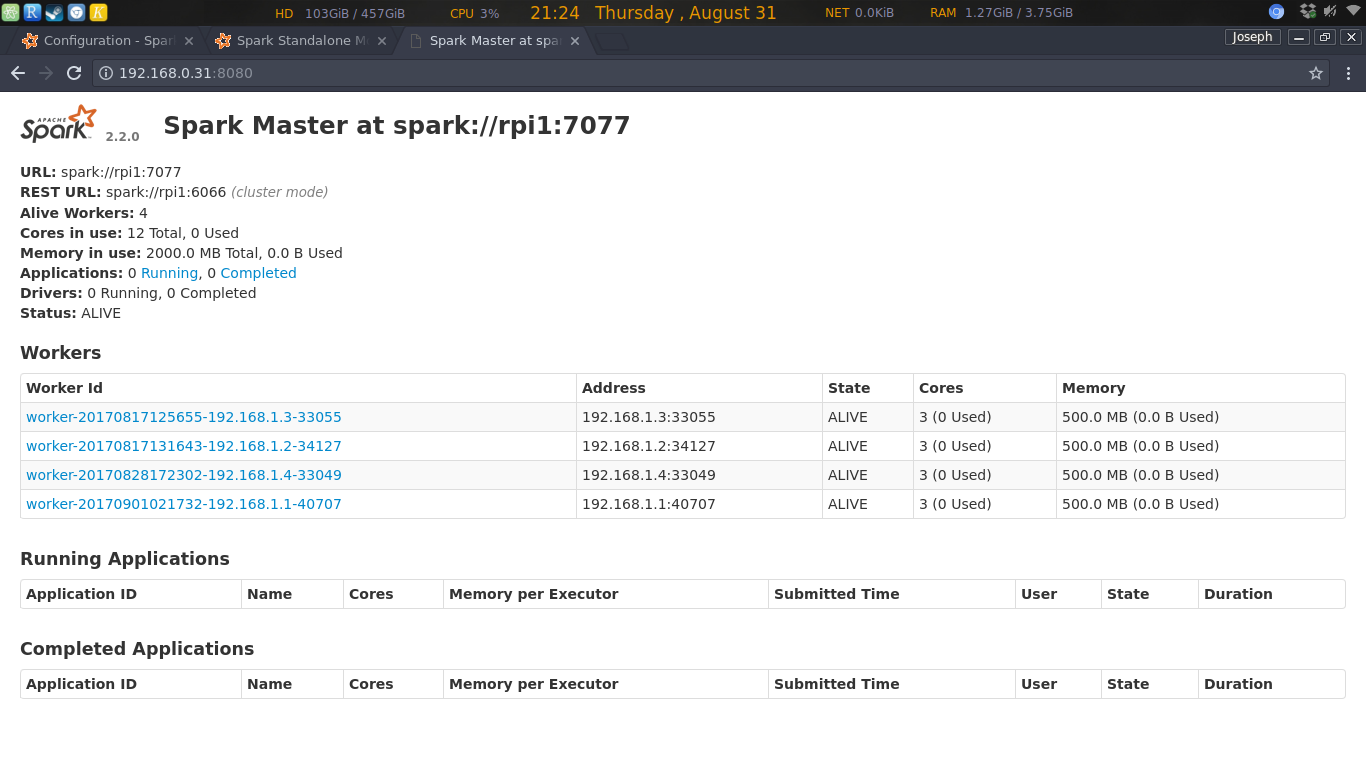 HD 103GiB / 457GiB CPU 3% 21:24 Thursday , August 31 NET 0.0KiB RAM 1.27GiB / 3.75GiB
Configuration - Spar Spark Standalone M Spark Master at spa Joseph
192.168.0.31:8080
APACHE Spark 2.2.0 Spark Master at spark://rpi1:7077
URL: spark://rpi1:7077
REST URL: spark://rpi1:6066 (cluster mode)
Alive Workers: 4
Cores in use: 12 Total, 0 Used
Memory in use: 2000.0 MB Total, 0.0 B Used
Applications: 0 Running, 0 Completed
Drivers: 0 Running, 0 Completed
Status: ALIVE
Workers
Worker Id Address State Cores Memory
worker-20170817125655-192.168.1.3-33055 192.168.1.3:33055 ALIVE 3 (0 Used) 500.0 MB (0.0 B Used)
worker-20170817131643-192.168.1.2-34127 192.168.1.2:34127 ALIVE 3 (0 Used) 500.0 MB (0.0 B Used)
worker-20170828172302-192.168.1.4-33049 192.168.1.4:33049 ALIVE 3 (0 Used) 500.0 MB (0.0 B Used)
worker-20170901021732-192.168.1.1-40707 192.168.1.1:40707 ALIVE 3 (0 Used) 500.0 MB (0.0 B Used)
Running Applications
Application ID Name Cores Memory per Executor Submitted Time User State Duration
Completed Applications
Application ID Name Cores Memory per Executor Submitted Time User State Duration